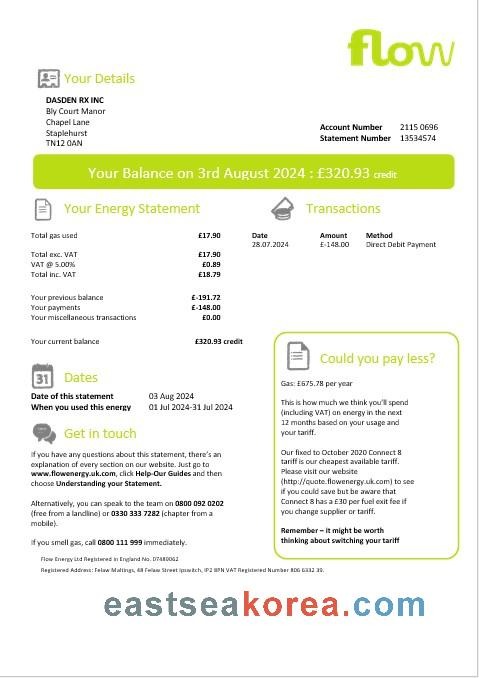 flow
Your Details
DASDEN RX INC
Bly Court Manor
Chapel Lane
Staplehurst
TN12 0AN
Account Number 2115 0696
Statement Number 13534574
Your Balance on 3rd August 2024 : £320.93 credit
Your Energy Statement
Total gas used £17.90
Total exc. VAT £17.90
VAT @ 5.00% £0.89
Total inc. VAT £18.79
Your previous balance £-191.72
Your payments £-148.00
Your miscellaneous transactions £0.00
Your current balance £320.93 credit
Transactions
Date Amount Method
28.07.2024 £-148.00 Direct Debit Payment
31
Dates
Date of this statement 03 Aug 2024
When you used this energy 01 Jul 2024-31 Jul 2024
Get in touch
If you have any questions about this statement, there's an
explanation of every section on our website. Just go to
www.flowenergy.uk.com, click Help-Our Guides and then
choose Understanding your Statement.
Alternatively, you can speak to the team on 0800 092 0202
(free from a landline) or 0330 333 7282 (chapter from a
mobile).
If you smell gas, call 0800 111 999 immediately.
Could you pay less?
Gas: £675.78 per year
This is how much we think you'll spend
(including VAT) on energy in the next
12 months based on your usage and
your tariff.
Our fixed to October 2020 Connect 8
tariff is our cheapest available tariff.
Please visit our website
(http://quote.flowenergy.uk.com) to see
if you could save but be aware that
Connect 8 has a £30 per fuel exit fee if
you change supplier or tariff.
Remember – it might be worth
thinking about switching your tariff
Flow Energy Ltd Registered in England No. 07489062
Registered Address: Felaw Maltings, 48 Felaw Street Ipswitch, IP2 8PN VAT Registered Number 806 6332 39.
eastseakorea.com